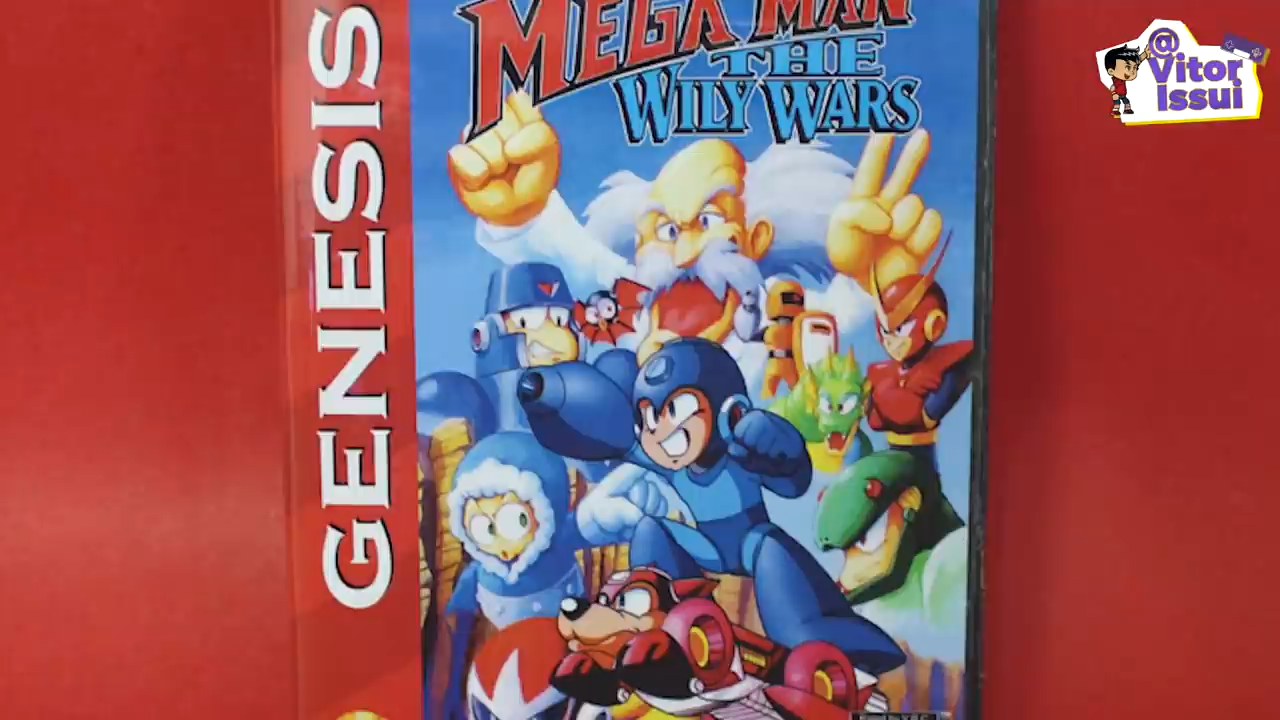 GENESIS
MEGA MAN
THE
WILY WARS
@
Vitor
Issui